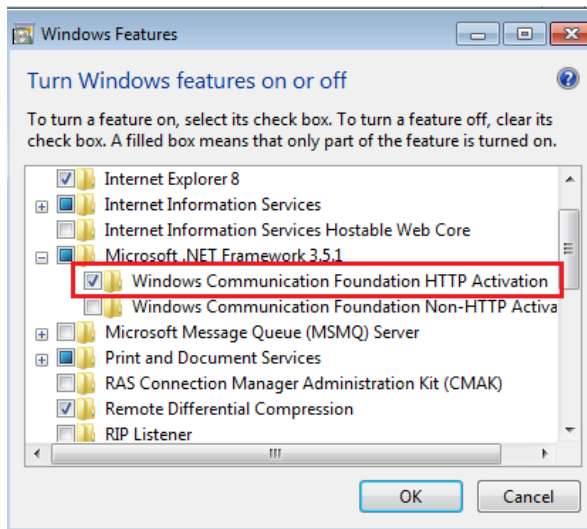 Windows Features
Turn Windows features on or off
To turn a feature on, select its check box. To turn a feature off, clear its
check box. A filled box means that only part of the feature is turned on.
Internet Explorer 8
Internet Information Services
Internet Information Services Hostable Web Core
Microsoft .NET Framework 3.5.1
Windows Communication Foundation HTTP Activation
Windows Communication Foundation Non-HTTP Activa
Microsoft Message Queue (MSMQ) Server
Print and Document Services
RAS Connection Manager Administration Kit (CMAK)
Remote Differential Compression
RIP Listener
OK Cancel